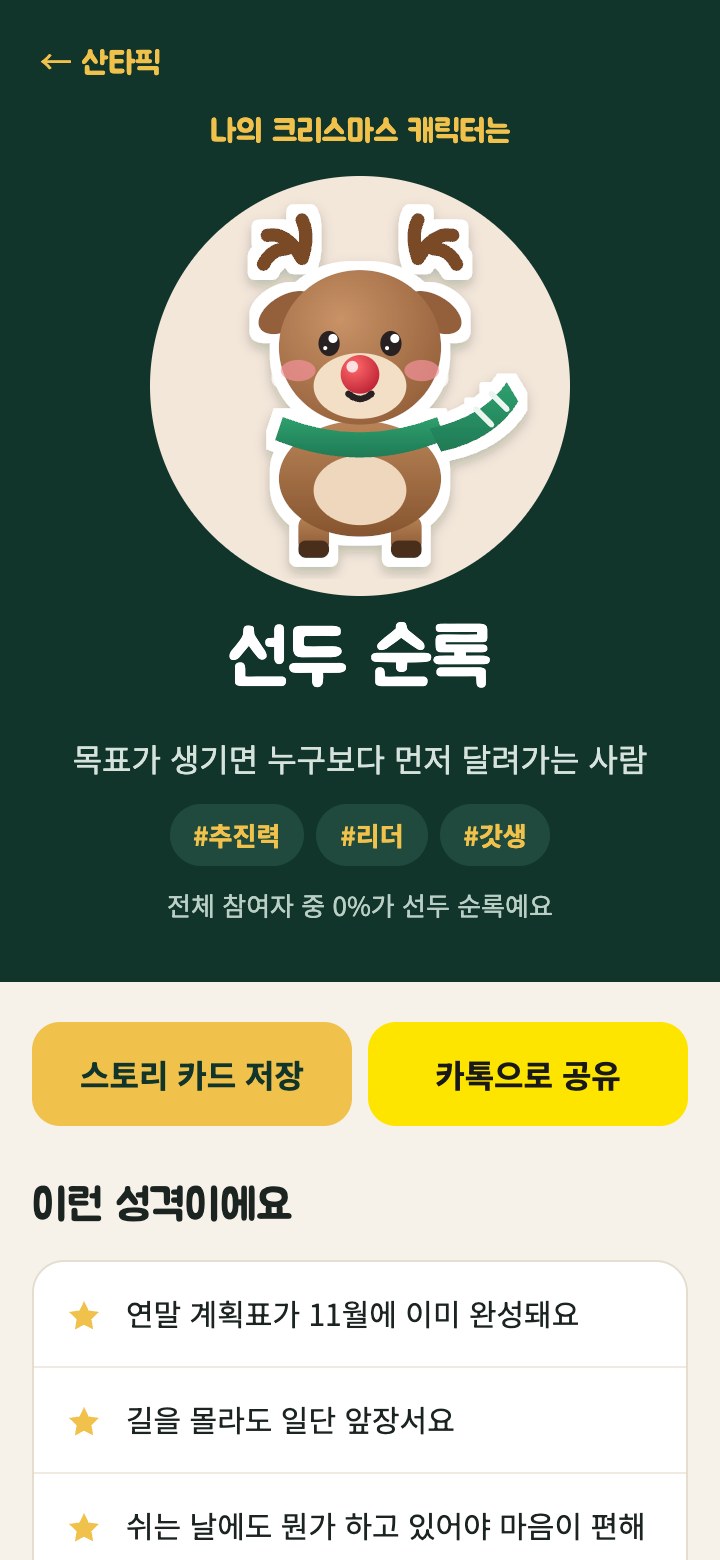 ← 산타픽
나의 크리스마스 캐릭터는
선두 순록
목표가 생기면 누구보다 먼저 달려가는 사람
#추진력 #리더 #갓생
전체 참여자 중 0%가 선두 순록예요
스토리 카드 저장 카톡으로 공유
이런 성격이에요
연말 계획표가 11월에 이미 완성돼요
길을 몰라도 일단 앞장서요
쉬는 날에도 뭔가 하고 있어야 마음이 편해